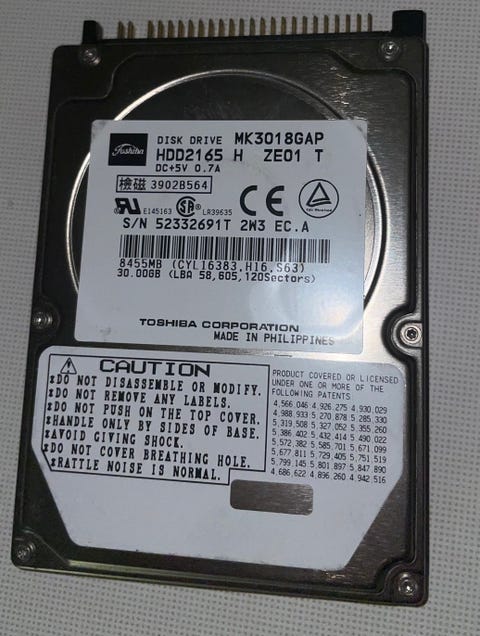 Toshiba
DISK DRIVE MK3018GAP
HDD2165 H ZE01 T
DC+5V 0.7A
檢磁 3902B564
E145163 LR39635
CE
S/N 52332691T 2W3 EC.A
8455MB (CYL16383,H16,S63)
30.00GB (LBA 58,605,120Sectors)
TOSHIBA CORPORATION
MADE IN PHILIPPINES
CAUTION
*DO NOT DISASSEMBLE OR MODIFY.
*DO NOT REMOVE ANY LABELS.
*DO NOT PUSH ON THE TOP COVER.
*HANDLE ONLY BY SIDES OF BASE.
*AVOID GIVING SHOCK.
*DO NOT COVER BREATHING HOLE.
*RATTLE NOISE IS NORMAL.
PRODUCT COVERED OR LICENSED
UNDER ONE OR MORE OF THE
FOLLOWING PATENTS
4,566,046 4,926,275 4,930,029
4,988,933 5,270,878 5,285,330
5,319,508 5,327,052 5,355,260
5,386,402 5,432,414 5,490,022
5,572,382 5,585,701 5,671,099
5,677,811 5,729,405 5,751,519
5,799,145 5,801,897 5,847,890
4,686,622 4,896,260 4,942,516